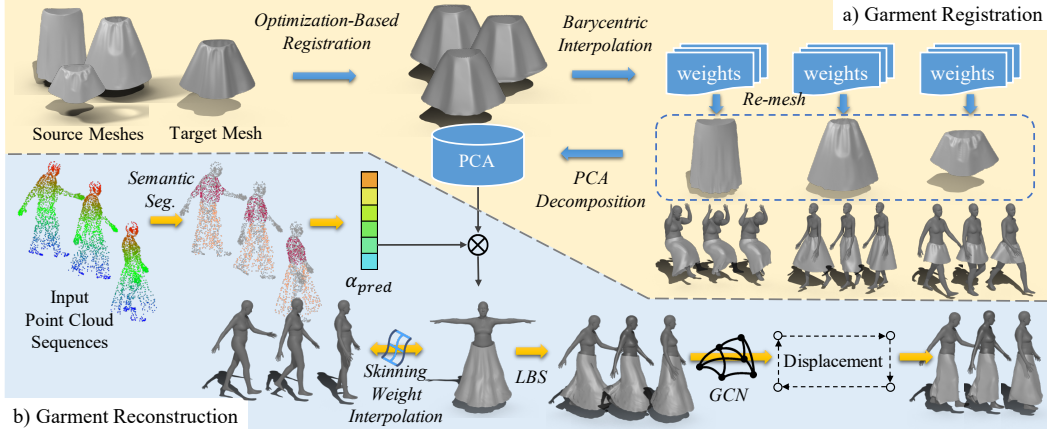 a) Garment Registration
Optimization-Based
Registration
Barycentric
Interpolation
weights
weights
weights
Re-mesh
Source Meshes
Target Mesh
PCA
PCA
Decomposition
Semantic
Seg.
α_pred
Input
Point Cloud
Sequences
Skinning
Weight
Interpolation
LBS
GCN
Displacement
b) Garment Reconstruction